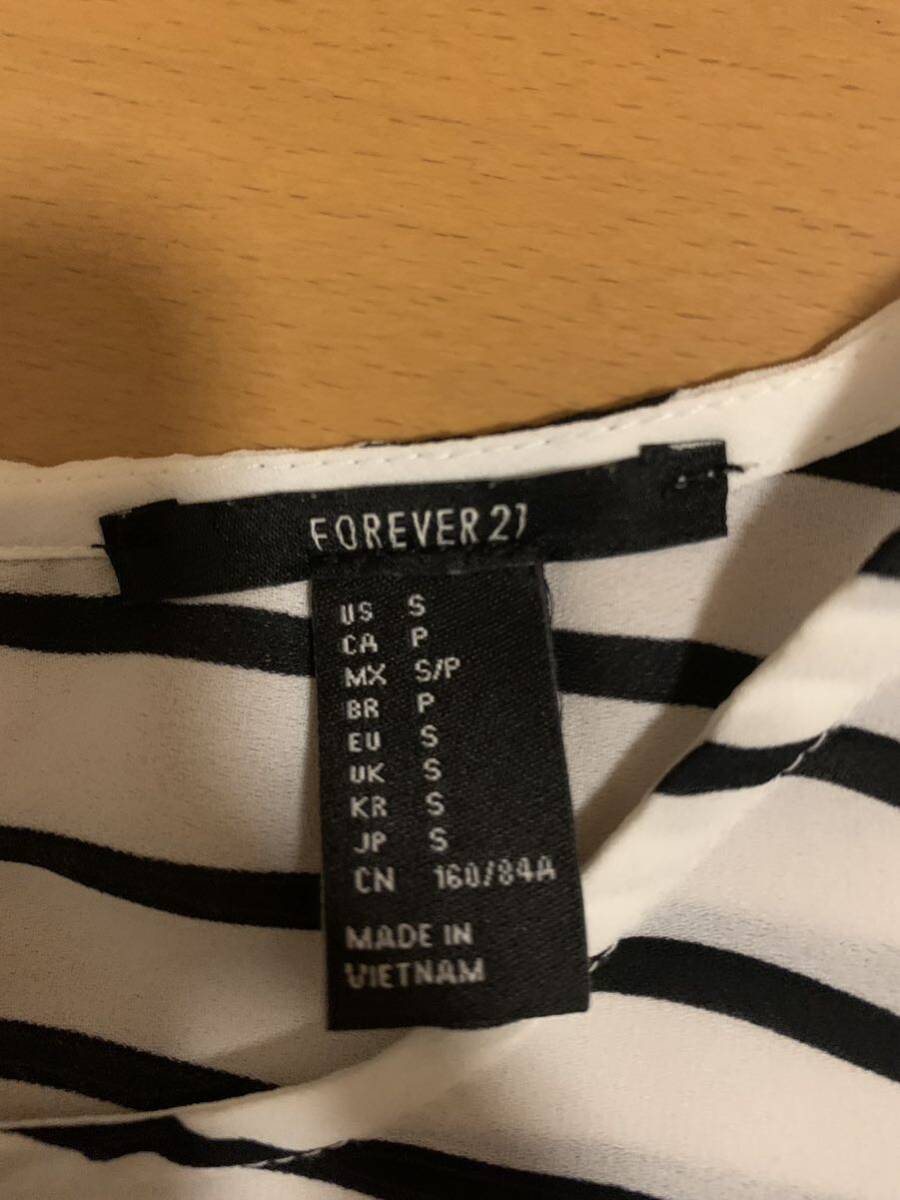 FOREVER 21
US S
CA P
MX S/P
BR P
EU S
UK S
KR S
JP S
CN 160/84A
MADE IN
VIETNAM